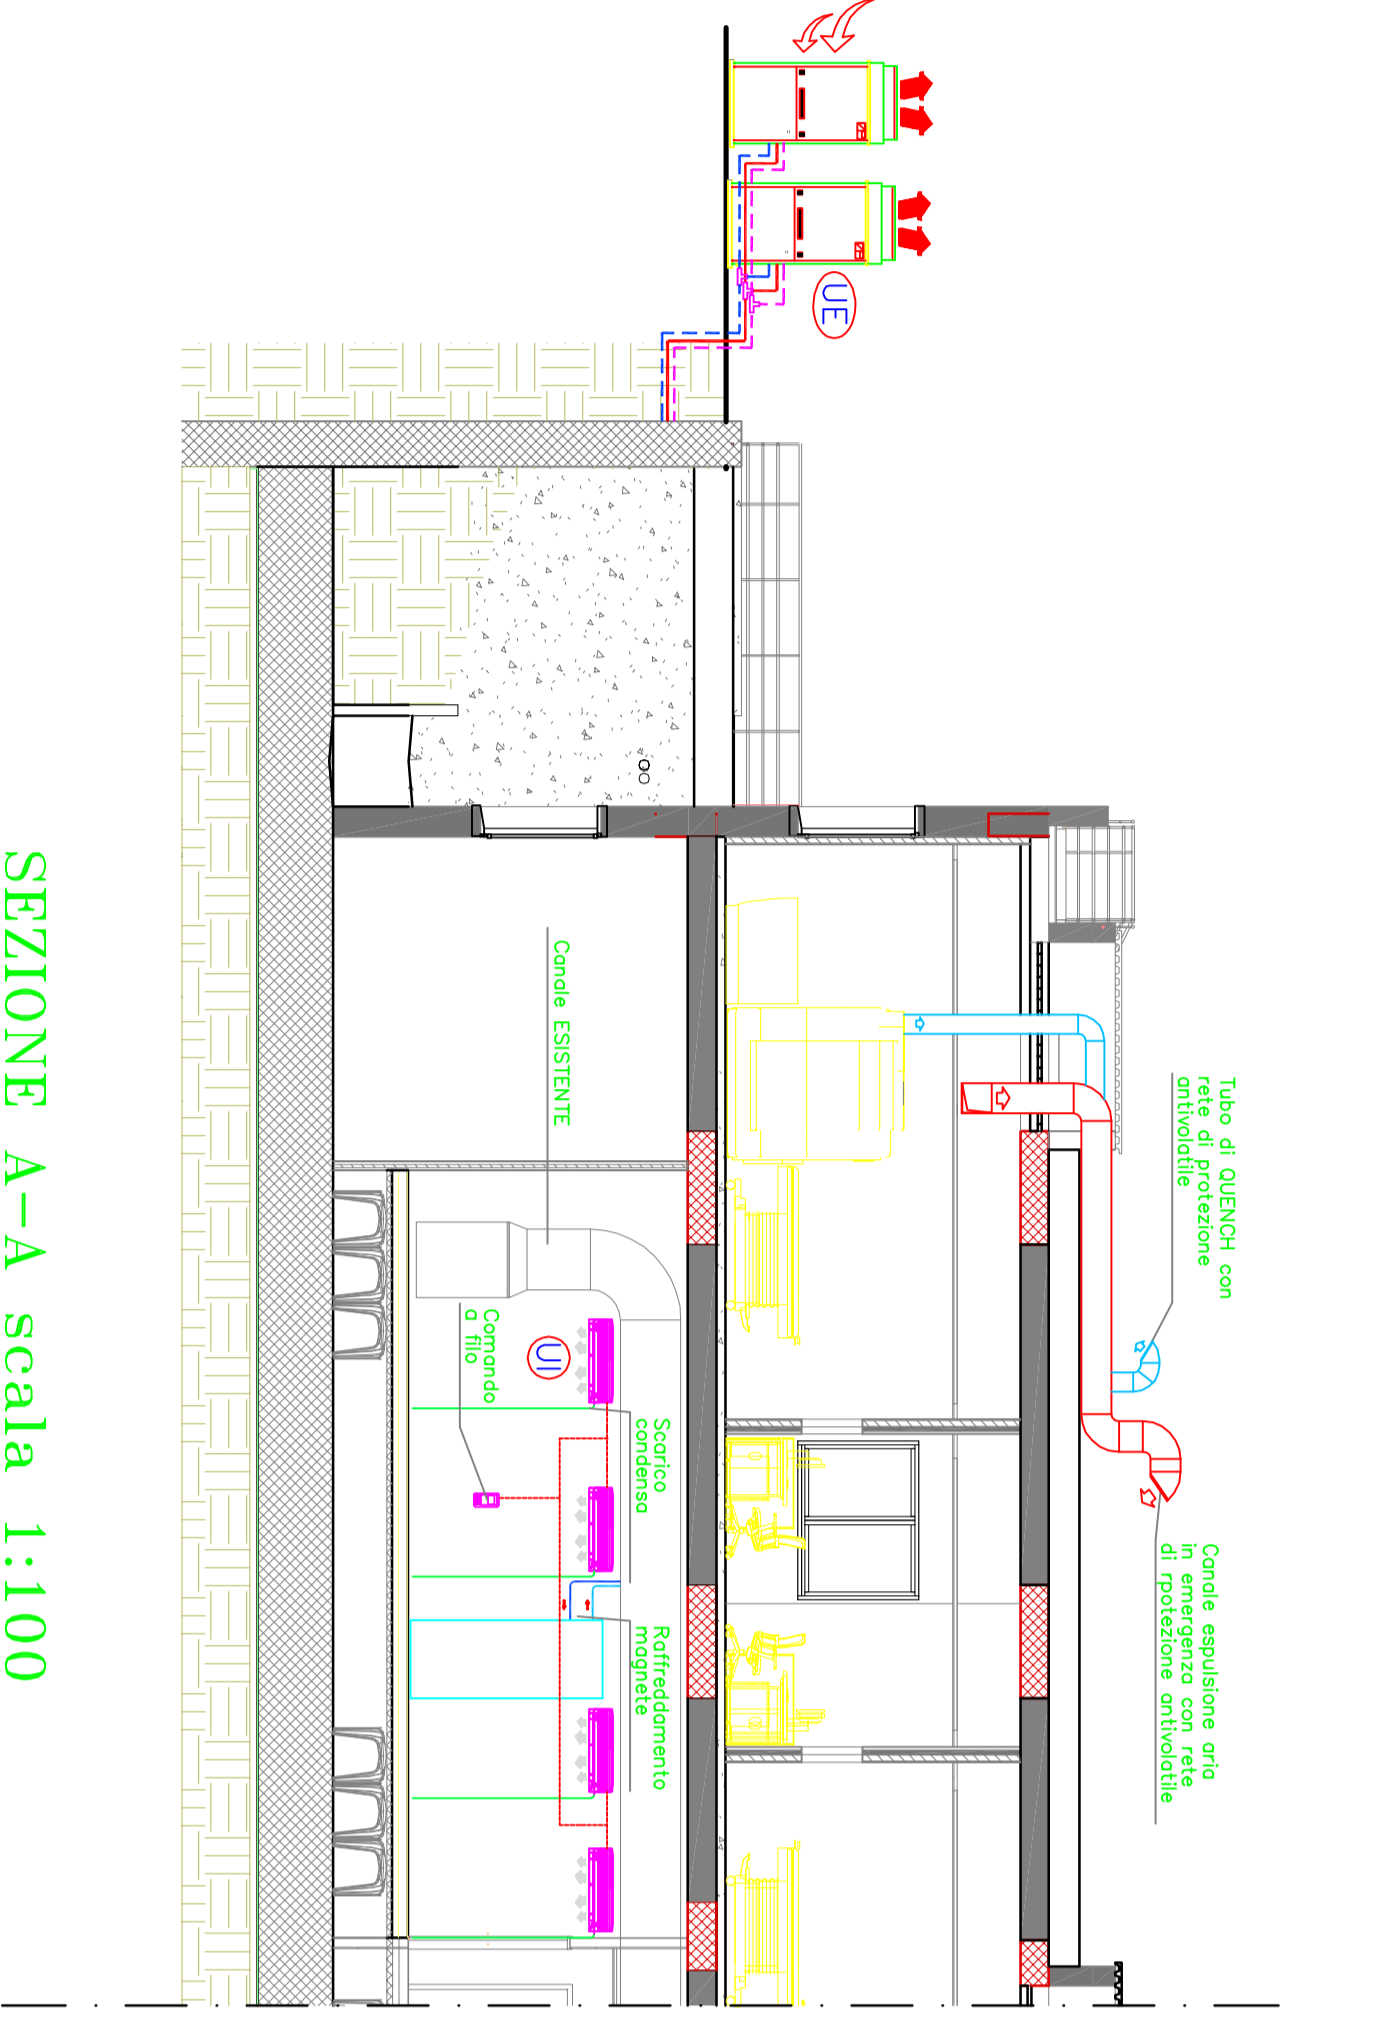 UE
Tubo di QUENCH con
rete di protezione
antivolatile
Canale espulsione aria
in emergenza con rete
di rpotezione antivolatile
Canale ESISTENTE
Comando
a filo
UI
Scarico
condensa
Raffreddamento
magnete
SEZIONE A-A scala 1:100